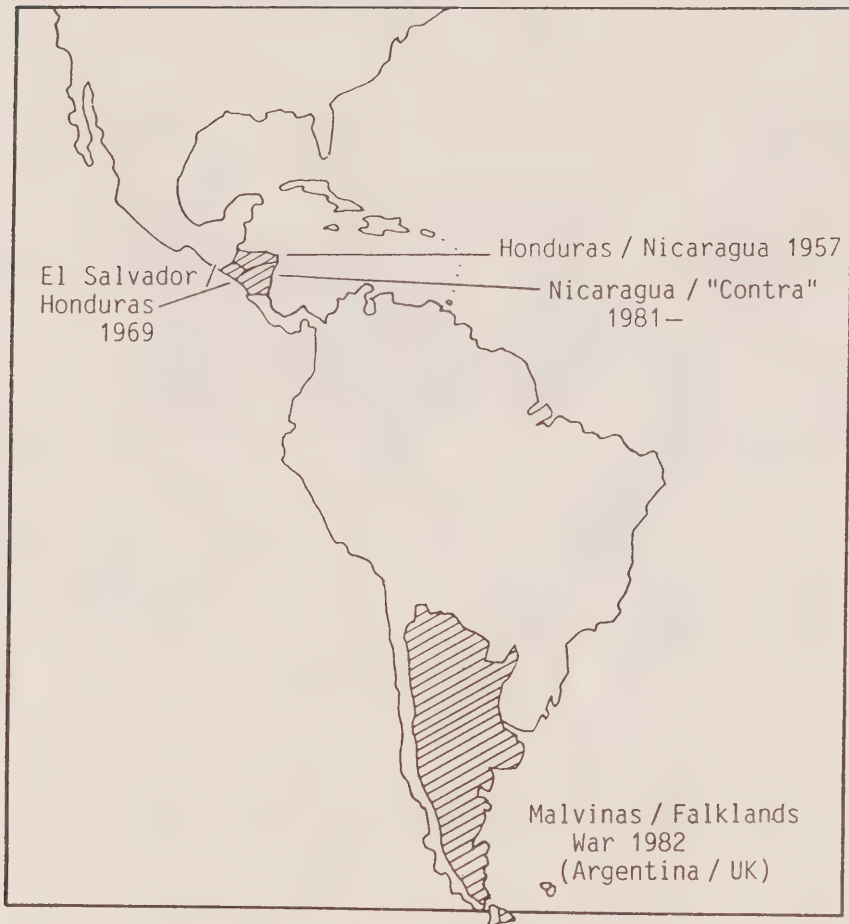 Honduras / Nicaragua 1957
El Salvador /
Honduras
1969
Nicaragua / "Contra"
1981—
Malvinas / Falklands
War 1982
(Argentina / UK)